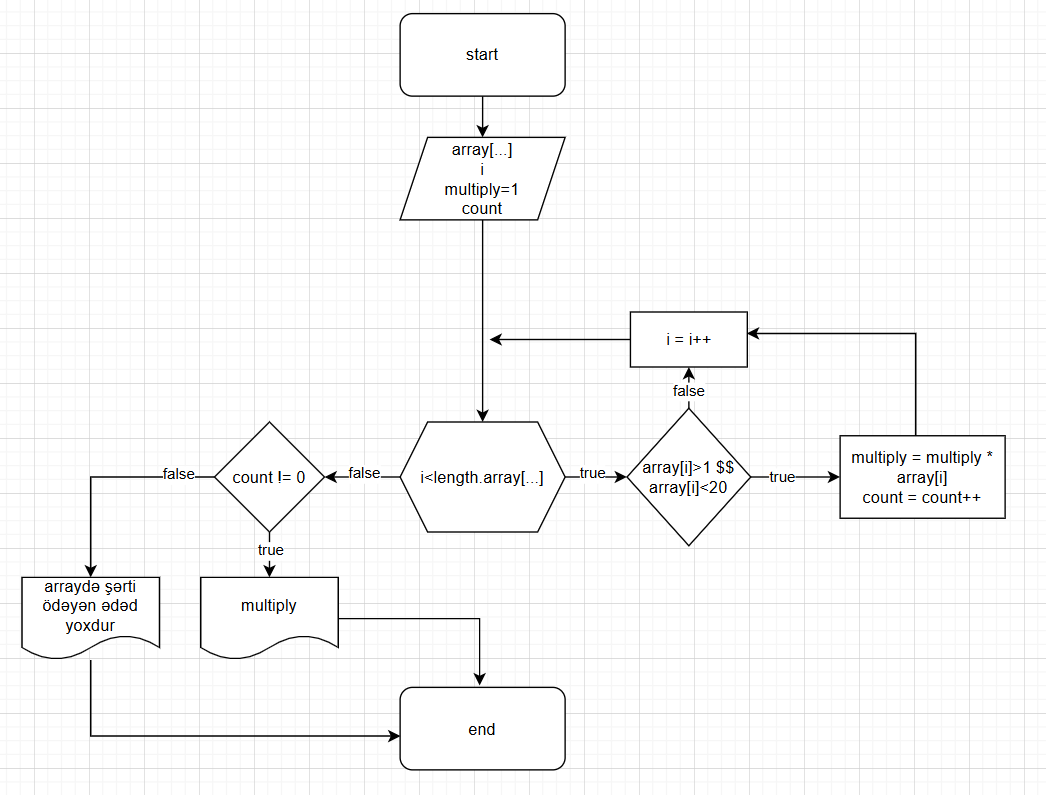 start
array[...]
i
multiply=1
count
i = i++
false
array[i]>1 $$
array[i]<20
true
multiply = multiply *
array[i]
count = count++
i<length.array[...]
true
false
count != 0
false
true
arraydə şərti
ödəyən ədəd
yoxdur
multiply
end